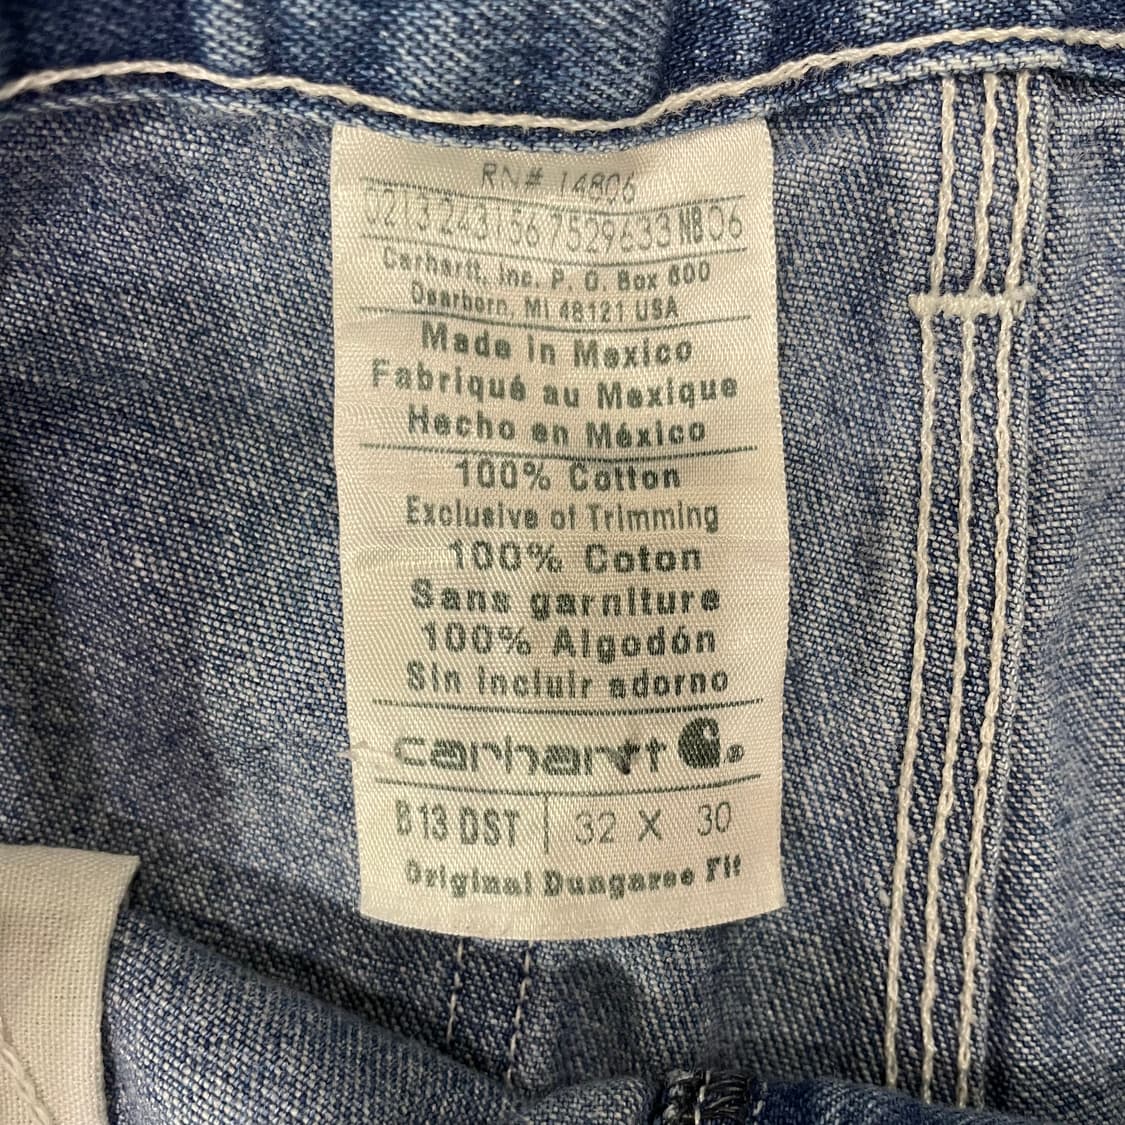 RN# 14806
0213 243156 7529633 NB 06
Carhartt, Inc. P. O. Box 600
Dearborn, MI 48121 USA
Made in Mexico
Fabriqué au Mexique
Hecho en México
100% Cotton
Exclusive of Trimming
100% Coton
Sans garniture
100% Algodón
Sin incluir adorno
carhartt
B13 DST | 32 X 30
Original Dungaree Fit